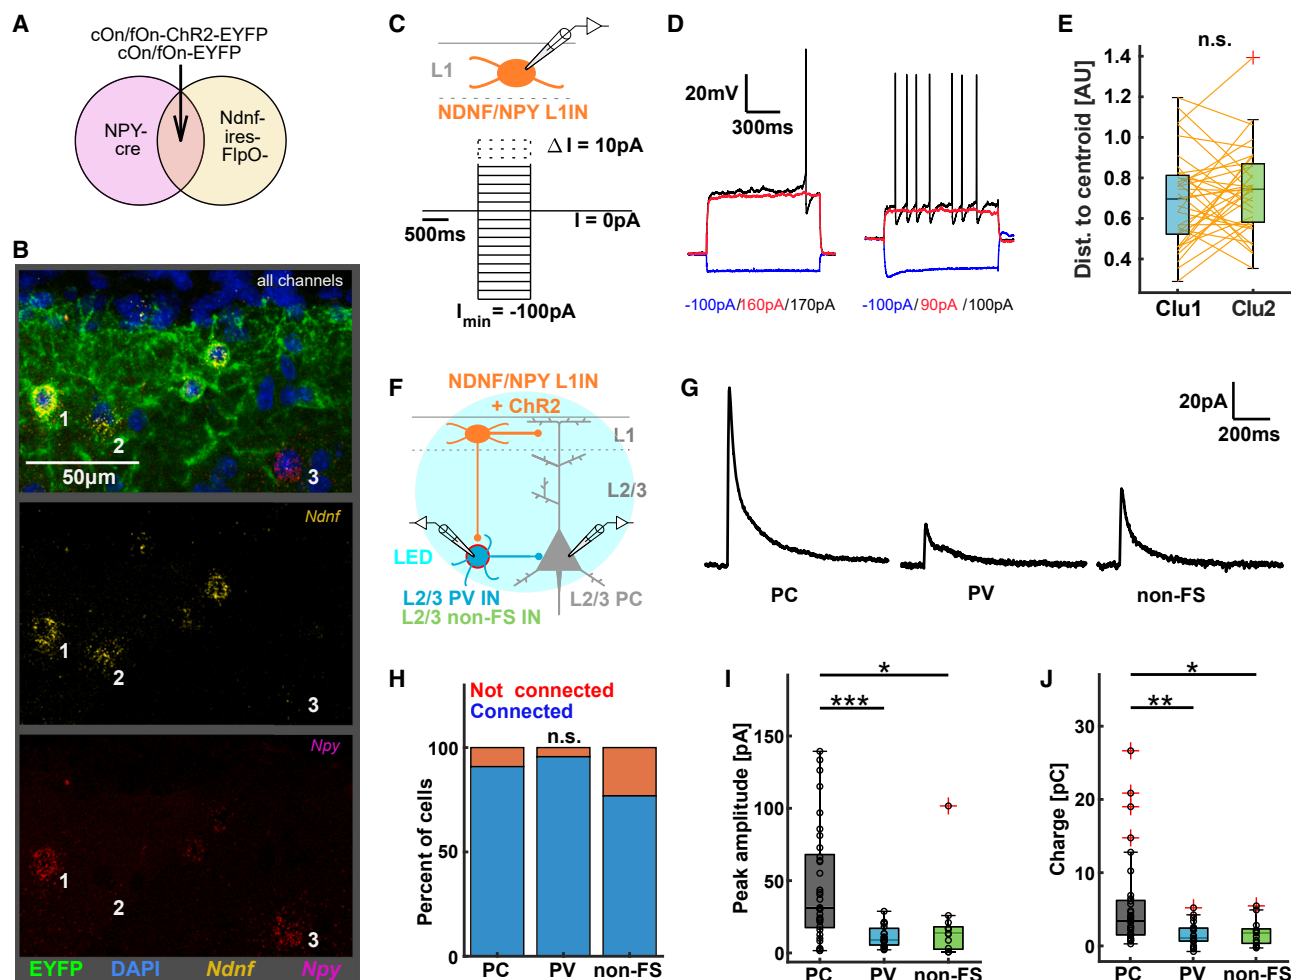 A
cOn/fOn-ChR2-EYFP
cOn/fOn-EYFP
NPY-
cre
Ndnf-
ires-
FlpO-
B
all channels
1
2
3
50µm
Ndnf
1
2
3
Npy
1
2
3
EYFP DAPI Ndnf Npy
C
L1
NDNF/NPY L1IN
Δ I = 10pA
I = 0pA
500ms
Imin = -100pA
D
20mV
300ms
-100pA/160pA/170pA
-100pA/ 90pA /100pA
E
n.s.
Dist. to centroid [AU]
1.4
1.2
1.0
0.8
0.6
0.4
Clu1 Clu2
F
NDNF/NPY L1IN
+ ChR2
L1
L2/3
LED
L2/3 PV IN
L2/3 PC
L2/3 non-FS IN
G
20pA
200ms
PC PV non-FS
H
Not connected
Connected
n.s.
Percent of cells
100
50
0
PC PV non-FS
I
*
***
Peak amplitude [pA]
150
100
50
0
PC PV non-FS
J
*
**
Charge [pC]
30
20
10
0
PC PV non-FS